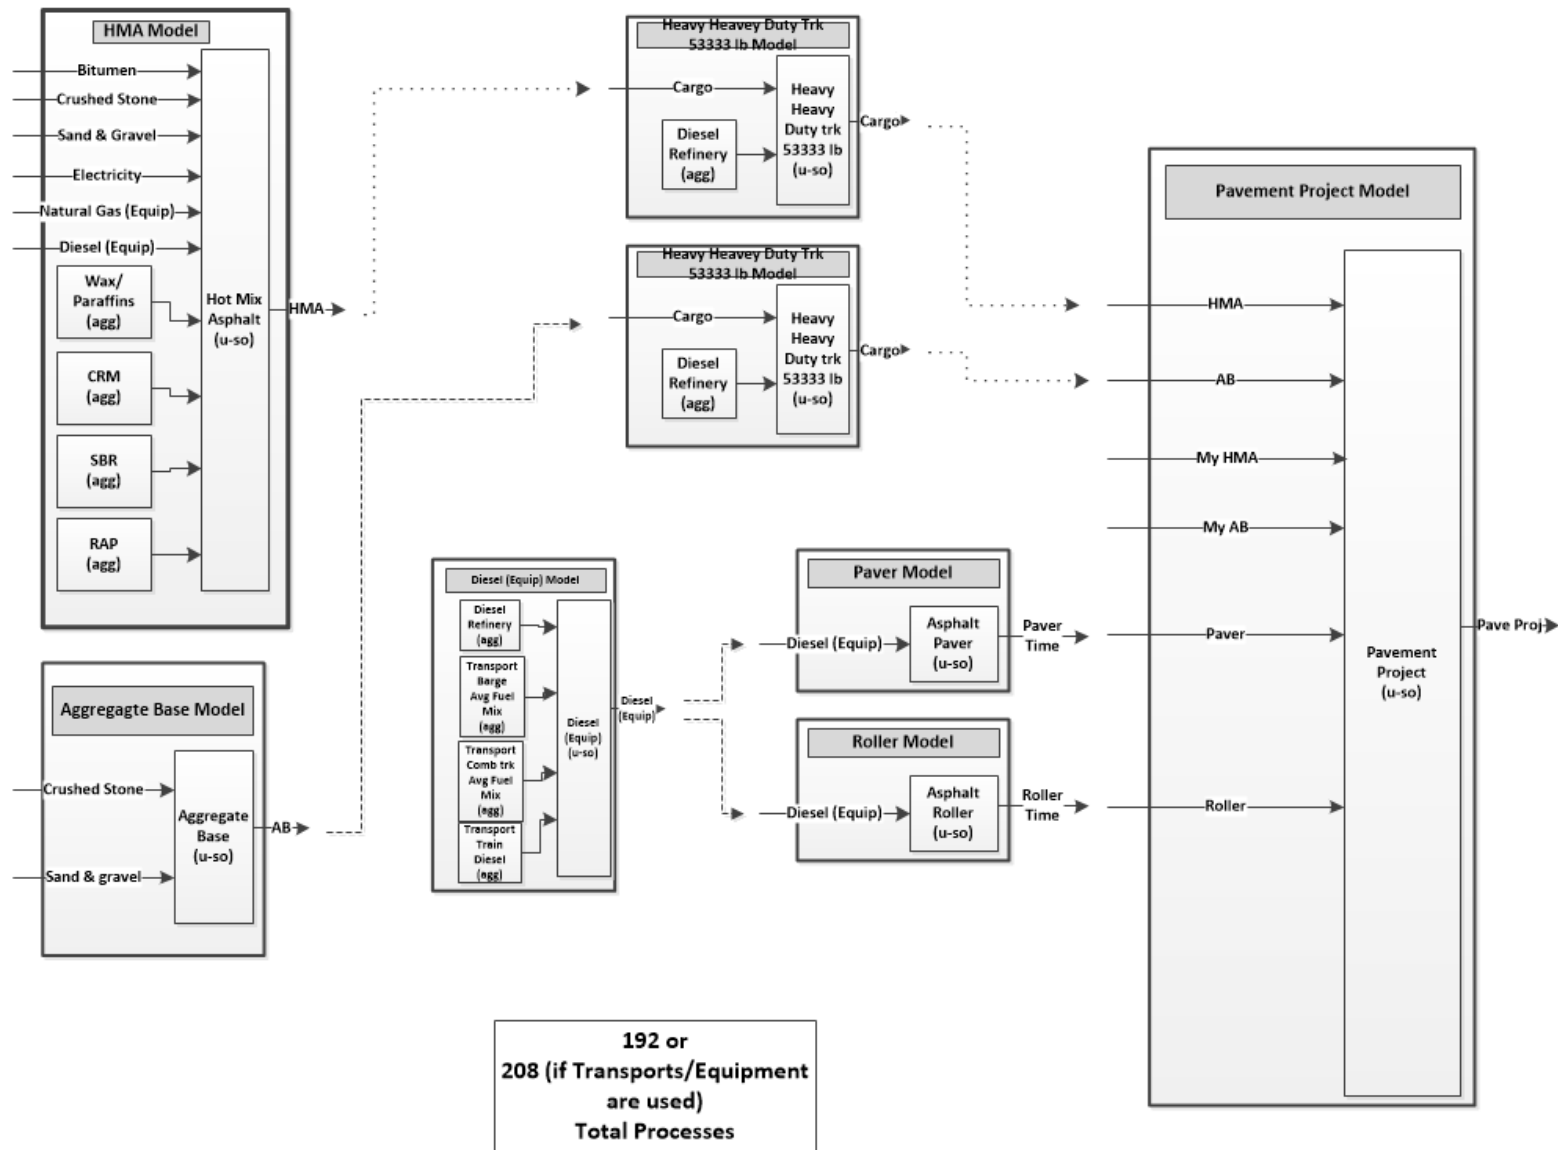 HMA Model
Bitumen
Crushed Stone
Sand & Gravel
Electricity
Natural Gas (Equip)
Diesel (Equip)
Wax/
Paraffins
(agg)
CRM
(agg)
SBR
(agg)
RAP
(agg)
Hot Mix
Asphalt
(u-so)
HMA
Aggregagte Base Model
Crushed Stone
Sand & gravel
Aggregate
Base
(u-so)
AB
Heavy Heavey Duty Trk
53333 lb Model
Cargo
Diesel
Refinery
(agg)
Heavy
Heavy
Duty trk
53333 lb
(u-so)
Cargo
Heavy Heavey Duty Trk
53333 lb Model
Cargo
Diesel
Refinery
(agg)
Heavy
Heavy
Duty trk
53333 lb
(u-so)
Cargo
Diesel (Equip) Model
Diesel
Refinery
(agg)
Transport
Barge
Avg Fuel
Mix
(agg)
Transport
Comb trk
Avg Fuel
Mix
(agg)
Transport
Train
Diesel
(agg)
Diesel
(Equip)
(u-so)
Diesel
(Equip)
Paver Model
Diesel (Equip)
Asphalt
Paver
(u-so)
Paver
Time
Roller Model
Diesel (Equip)
Asphalt
Roller
(u-so)
Roller
Time
Pavement Project Model
HMA
AB
My HMA
My AB
Paver
Roller
Pavement
Project
(u-so)
Pave Proj
192 or
208 (if Transports/Equipment
are used)
Total Processes